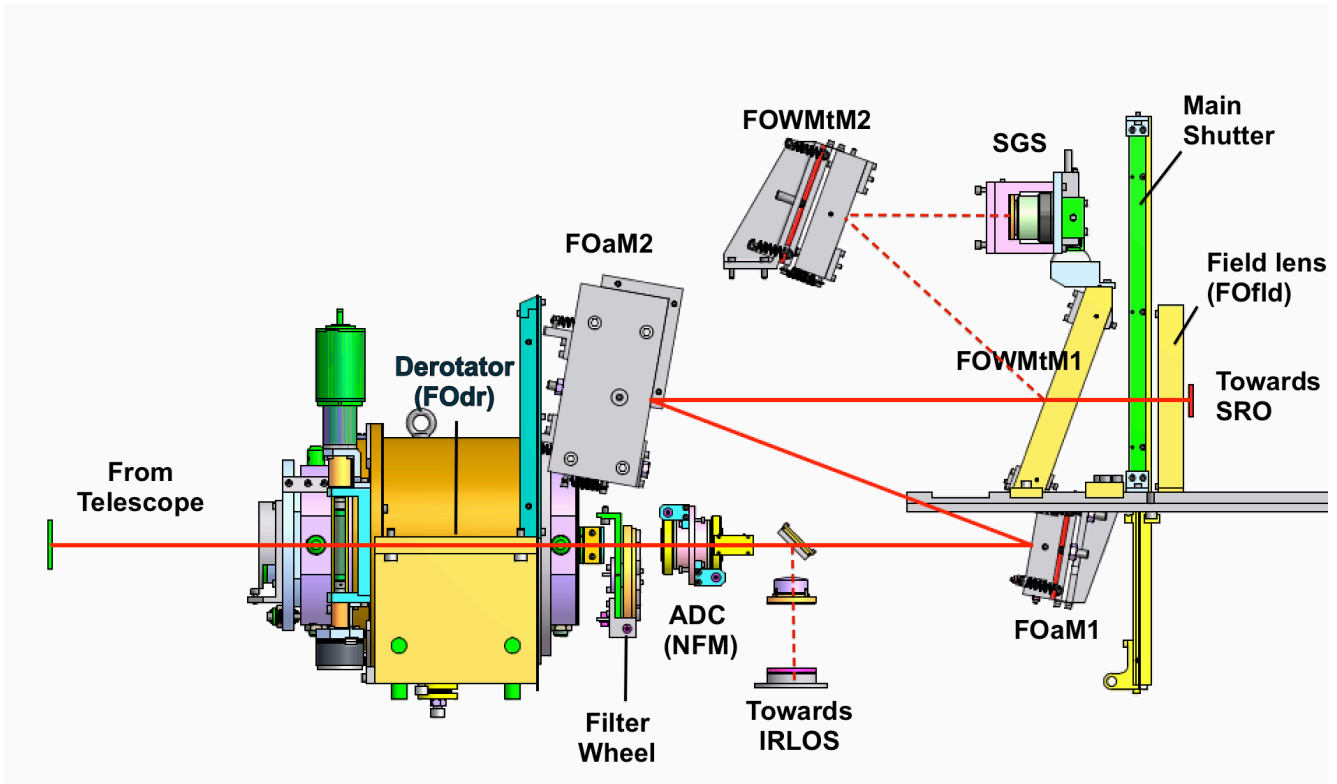 Main
Shutter
FOWMtM2
SGS
FOaM2
Field lens
(FOfld)
Derotator
(FOdr)
FOWMtM1
Towards
SRO
From
Telescope
ADC
(NFM)
FOaM1
Filter
Wheel
Towards
IRLOS